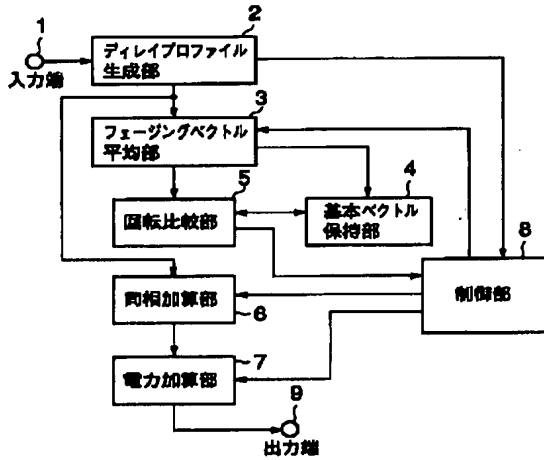 1
入力端
2
ディレイプロファイル
生成部
3
フェージングベクトル
平均部
5
回転比較部
4
基本ベクトル
保持部
8
制御部
同相加算部
6
7
電力加算部
9
出力端